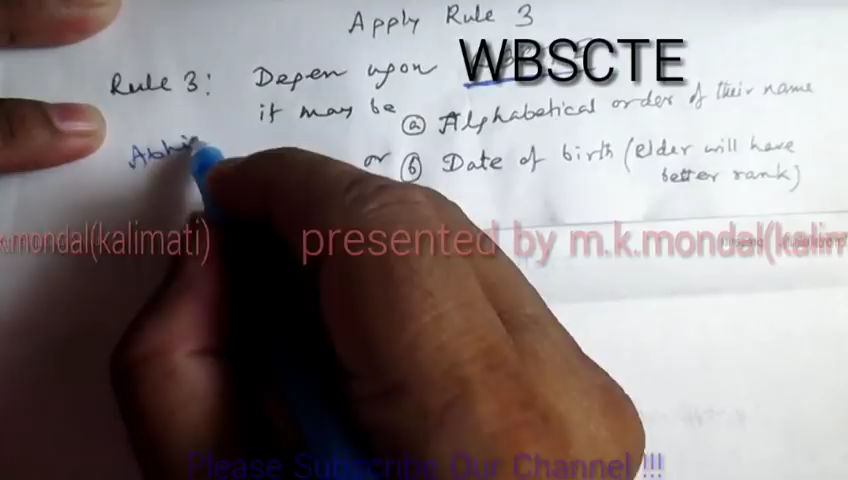 Apply Rule 3
Rule 3: Depen upon WBSCTE
it may be
ⓐ Alphabetical order of their name
or ⓑ Date of birth (elder will have
better rank)
Abhi
.mondal(kalimati) presented by m.k.mondal(kalim
Please Subscribe Our Channel !!!